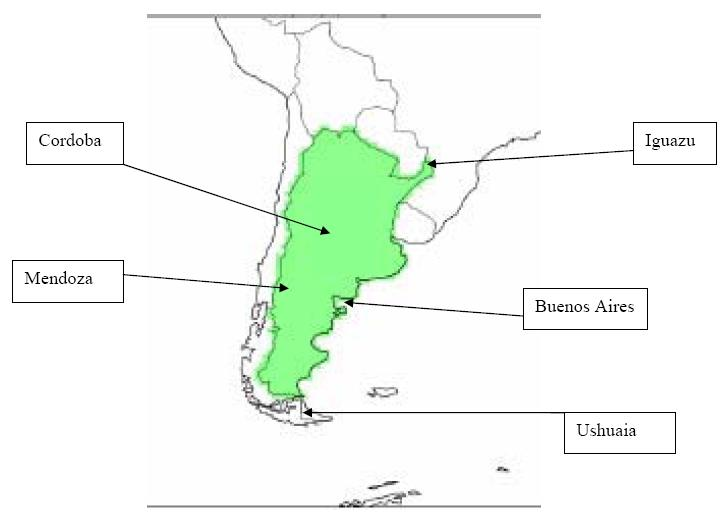 Cordoba
Iguazu
Mendoza
Buenos Aires
Ushuaia